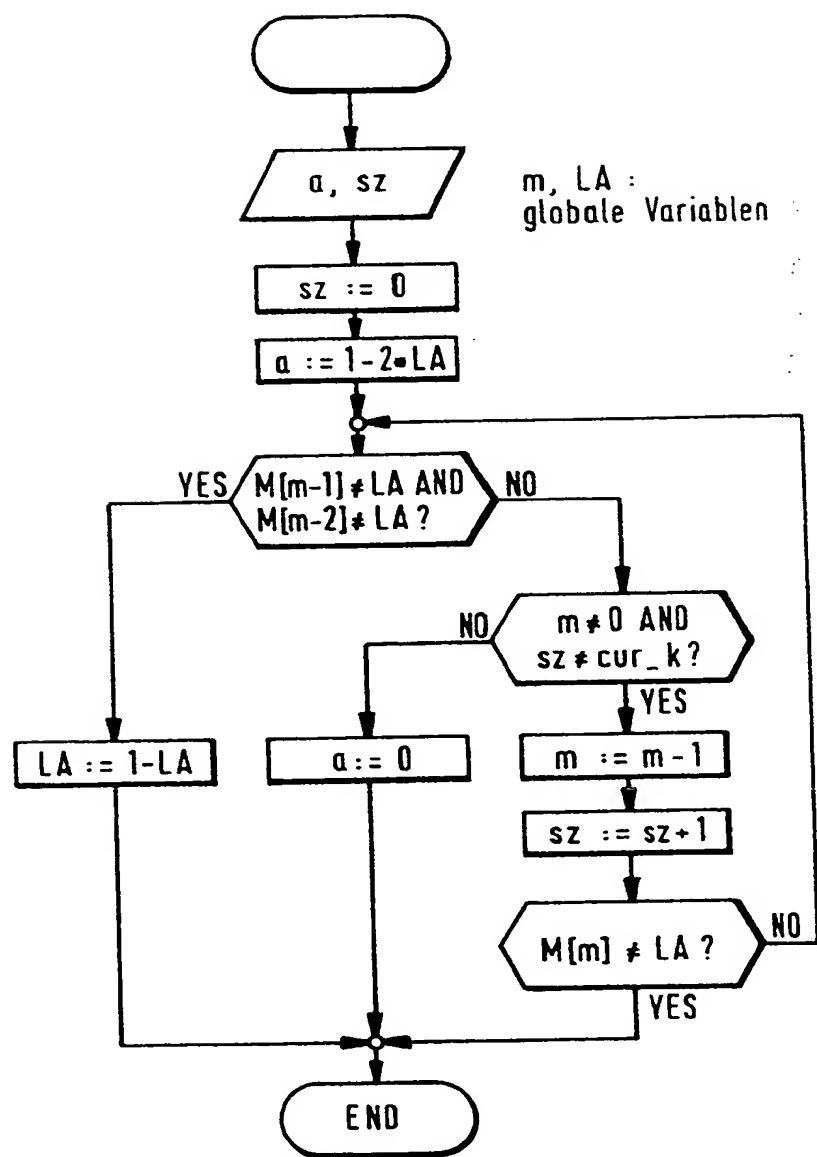 a, sz
m, LA :
globale Variablen
sz := 0
a := 1-2*LA
YES
M[m-1] ≠ LA AND
M[m-2] ≠ LA ?
NO
NO
m ≠ 0 AND
sz ≠ cur_k ?
YES
LA := 1-LA
a := 0
m := m-1
sz := sz+1
M[m] ≠ LA ?
NO
YES
END